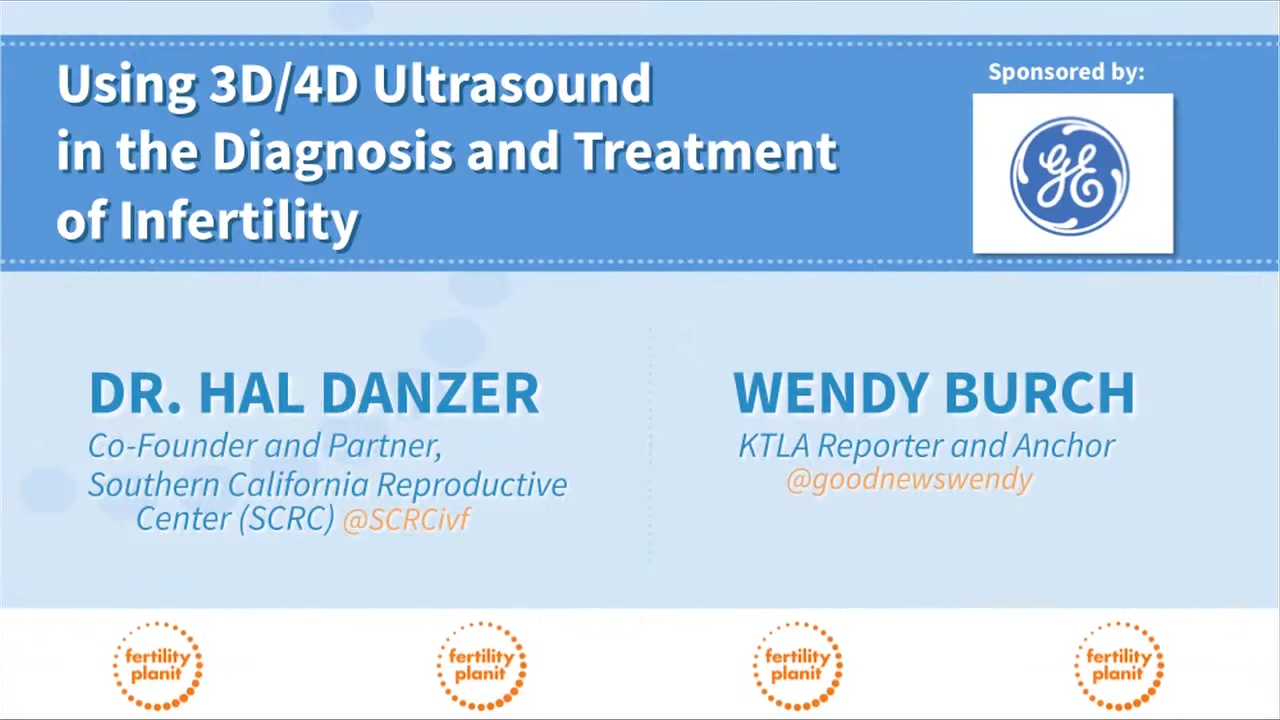 Using 3D/4D Ultrasound
in the Diagnosis and Treatment
of Infertility
Sponsored by:
GE
DR. HAL DANZER
Co-Founder and Partner,
Southern California Reproductive
Center (SCRC) @SCRCivf
WENDY BURCH
KTLA Reporter and Anchor
@goodnewswendy
fertility
planit
fertility
planit
fertility
planit
fertility
planit